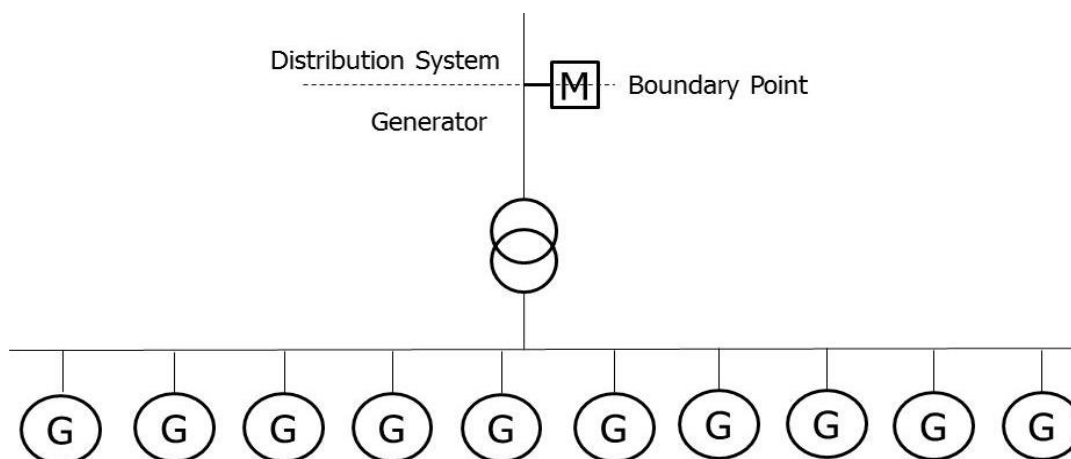 Distribution System
M Boundary Point
Generator
G G G G G G G G G G